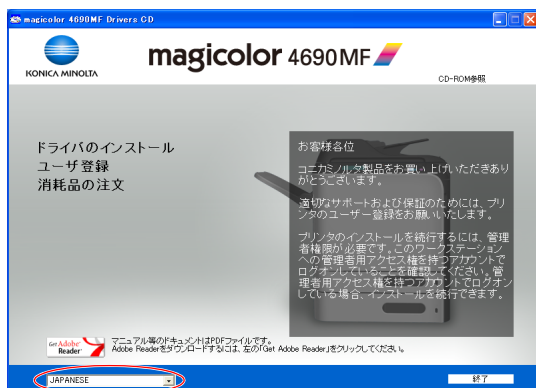 magicolor 4690MF Drivers CD
KONICA MINOLTA
magicolor 4690MF
CD-ROM参照
ドライバのインストール
ユーザ登録
消耗品の注文
お客様各位
コニカミノルタ製品をお買い上げいただきあり
がとうございます。
適切なサポートおよび保証のためには、プリ
ンタのユーザー登録をお願いいたします。
プリンタのインストールを続行するには、管理
者権限が必要です。このワークステーション
への管理者用アクセス権を持つアカウントで
ログオンしていることを確認してください。管
理者用アクセス権を持つアカウントでログオン
している場合、インストールを続行できます。
Get Adobe Reader
マニュアル等のドキュメントはPDFファイルです。
Adobe Readerをダウンロードするには、左の「Get Adobe Reader」をクリックしてください。
JAPANESE
終了